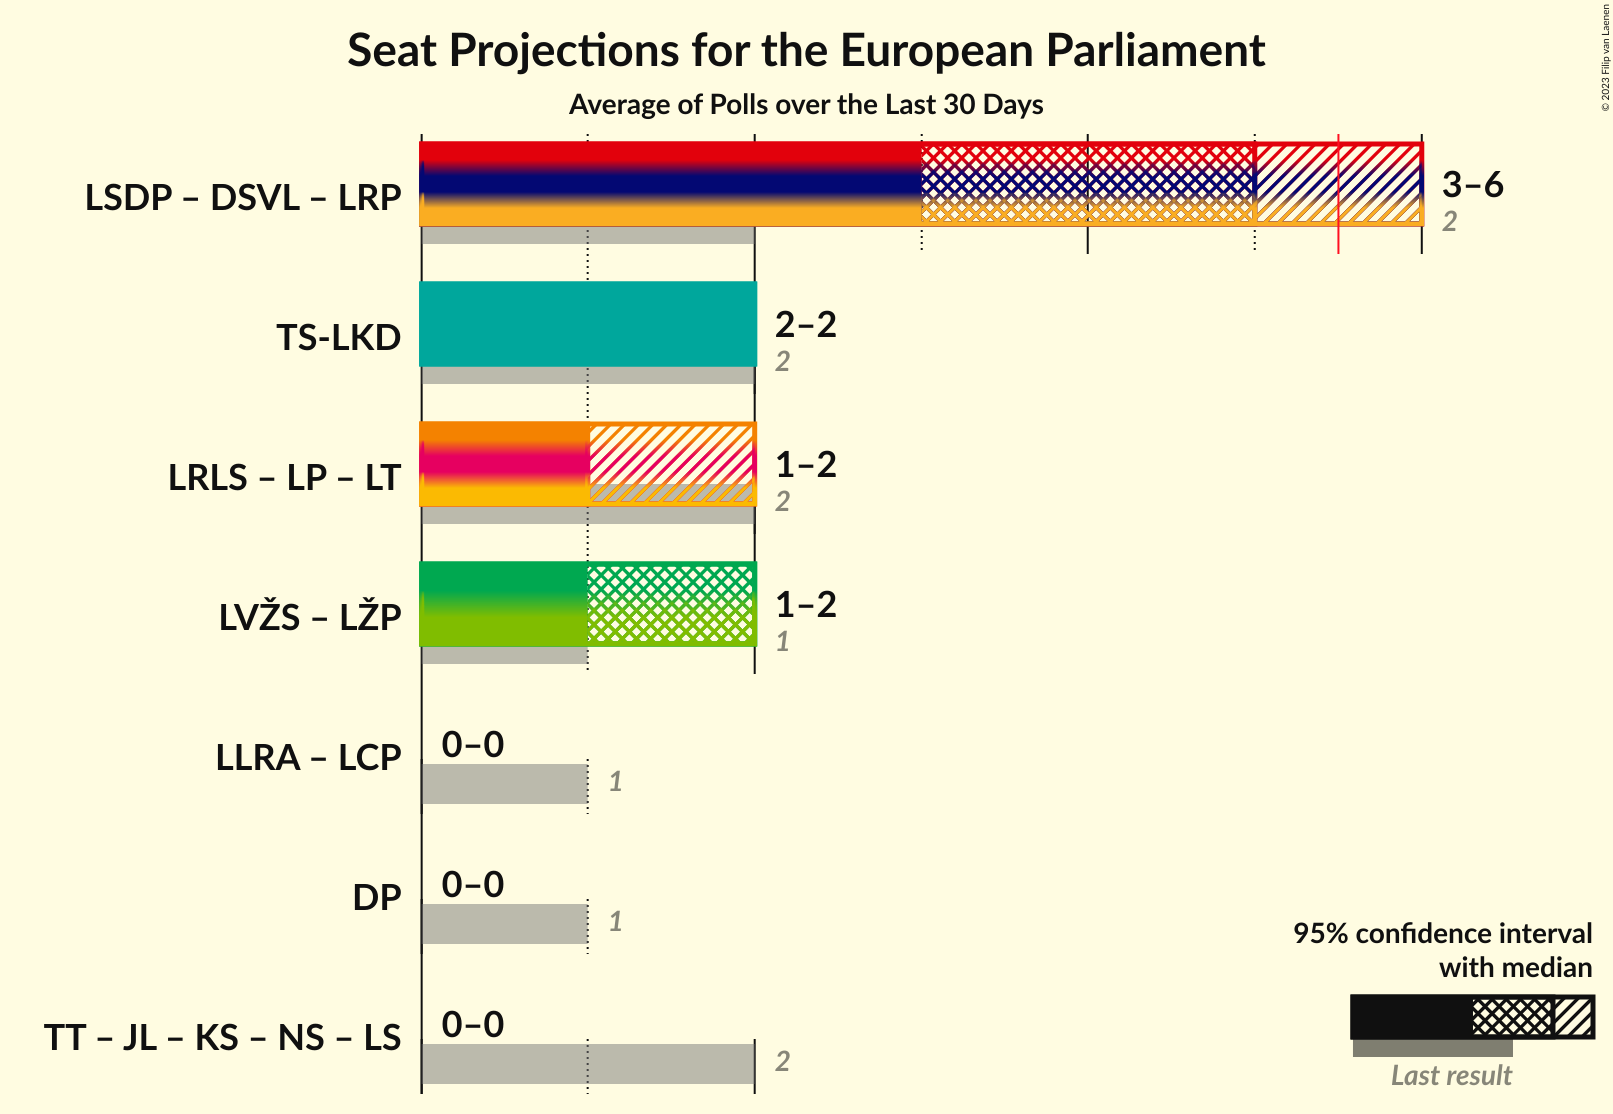 Seat Projections for the European Parliament
Average of Polls over the Last 30 Days
© 2023 Filip van Laenen
LSDP – DSVL – LRP
3–6
2
TS-LKD
2–2
2
LRLS – LP – LT
1–2
2
LVŽS – LŽP
1–2
1
LLRA – LCP
0–0
1
DP
0–0
1
TT – JL – KS – NS – LS
0–0
2
95% confidence interval
with median
Last result